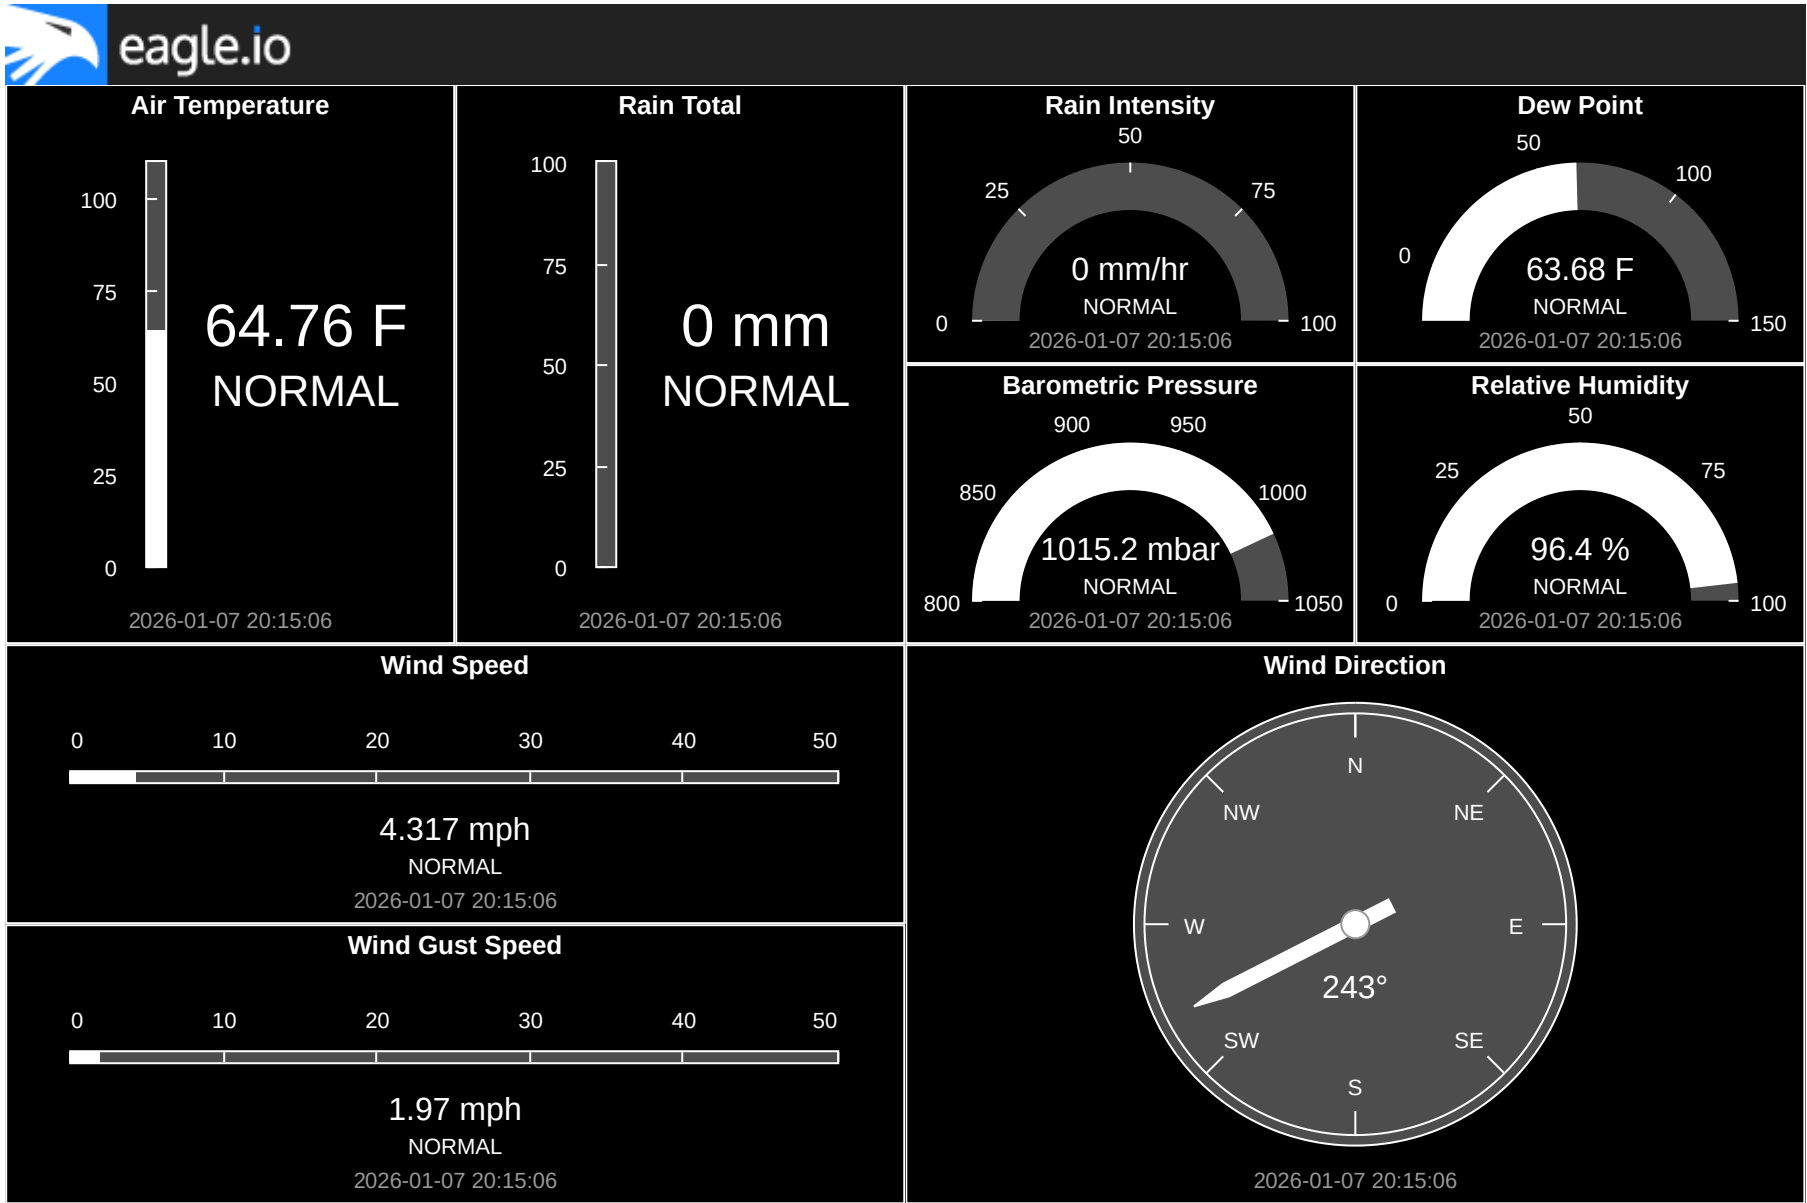 eagle.io
Air Temperature
100
75
50
25
0
64.76 F
NORMAL
2026-01-07 20:15:06
Rain Total
100
75
50
25
0
0 mm
NORMAL
2026-01-07 20:15:06
Rain Intensity
50
25
75
0
100
0 mm/hr
NORMAL
2026-01-07 20:15:06
Dew Point
50
100
0
150
63.68 F
NORMAL
2026-01-07 20:15:06
Barometric Pressure
900
950
850
1000
800
1050
1015.2 mbar
NORMAL
2026-01-07 20:15:06
Relative Humidity
50
25
75
0
100
96.4 %
NORMAL
2026-01-07 20:15:06
Wind Speed
0 10 20 30 40 50
4.317 mph
NORMAL
2026-01-07 20:15:06
Wind Gust Speed
0 10 20 30 40 50
1.97 mph
NORMAL
2026-01-07 20:15:06
Wind Direction
N
NW
NE
W
E
243°
SW
SE
S
2026-01-07 20:15:06